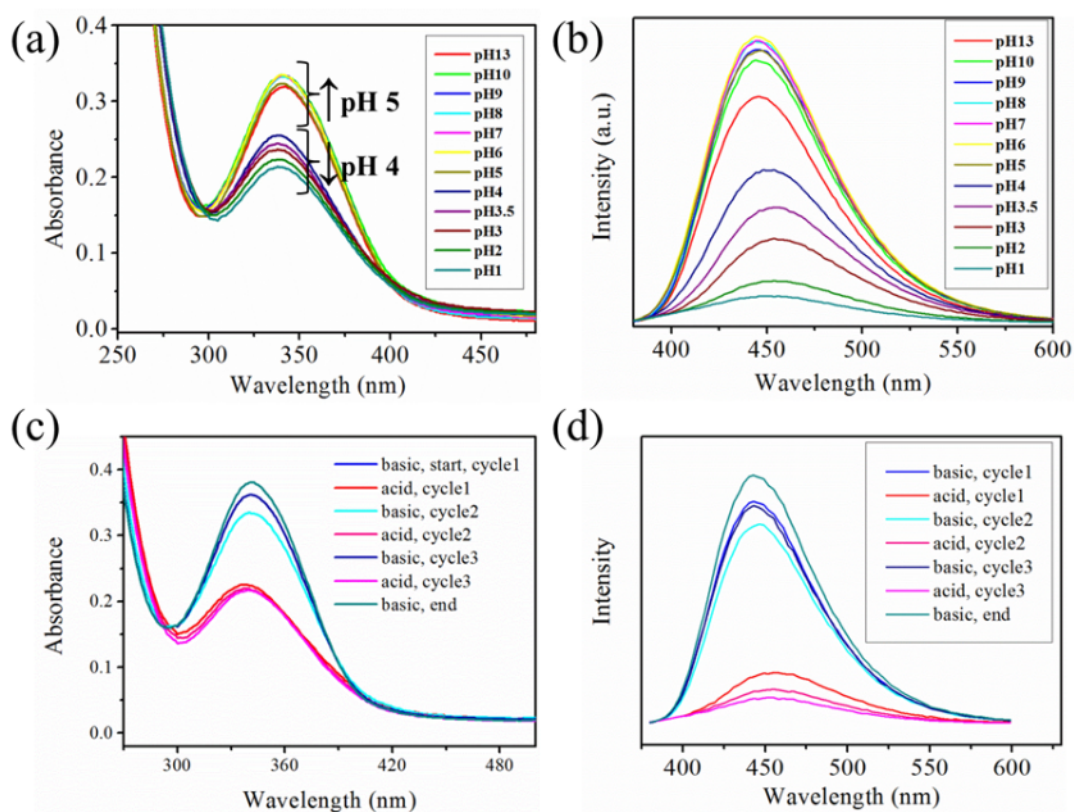 (a)
0.4
0.3
0.2
0.1
0.0
Absorbance
250 300 350 400 450
Wavelength (nm)
pH 5
pH 4
pH13
pH10
pH9
pH8
pH7
pH6
pH5
pH4
pH3.5
pH3
pH2
pH1
(b)
Intensity (a.u.)
400 450 500 550 600
Wavelength (nm)
pH13
pH10
pH9
pH8
pH7
pH6
pH5
pH4
pH3.5
pH3
pH2
pH1
(c)
0.4
0.3
0.2
0.1
0.0
Absorbance
300 360 420 480
Wavelength (nm)
basic, start, cycle1
acid, cycle1
basic, cycle2
acid, cycle2
basic, cycle3
acid, cycle3
basic, end
(d)
Intensity
400 450 500 550 600
Wavelength (nm)
basic, cycle1
acid, cycle1
basic, cycle2
acid, cycle2
basic, cycle3
acid, cycle3
basic, end